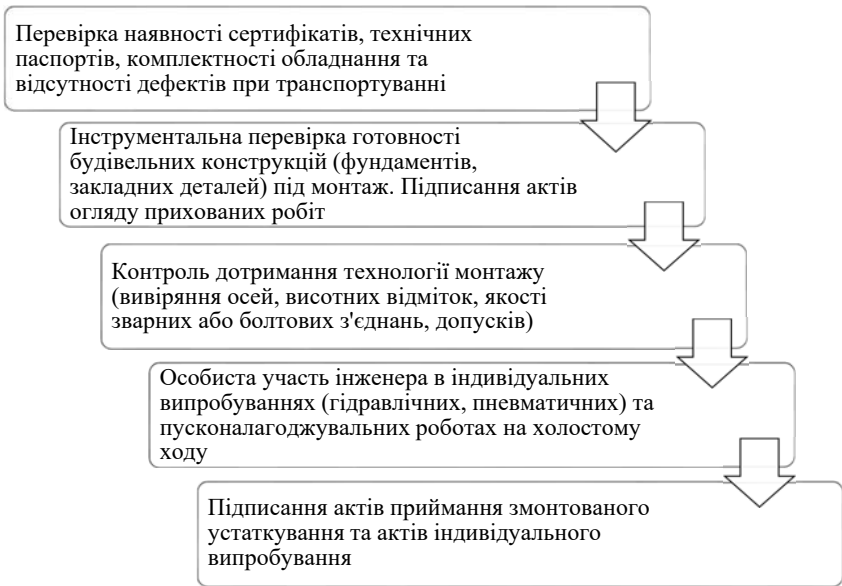 Перевірка наявності сертифікатів, технічних
паспортів, комплектності обладнання та
відсутності дефектів при транспортуванні
Інструментальна перевірка готовності
будівельних конструкцій (фундаментів,
закладних деталей) під монтаж. Підписання актів
огляду прихованих робіт
Контроль дотримання технології монтажу
(вивіряння осей, висотних відміток, якості
зварних або болтових з'єднань, допусків)
Особиста участь інженера в індивідуальних
випробуваннях (гідравлічних, пневматичних) та
пусконалагоджувальних роботах на холостому
ходу
Підписання актів приймання змонтованого
устаткування та актів індивідуального
випробування